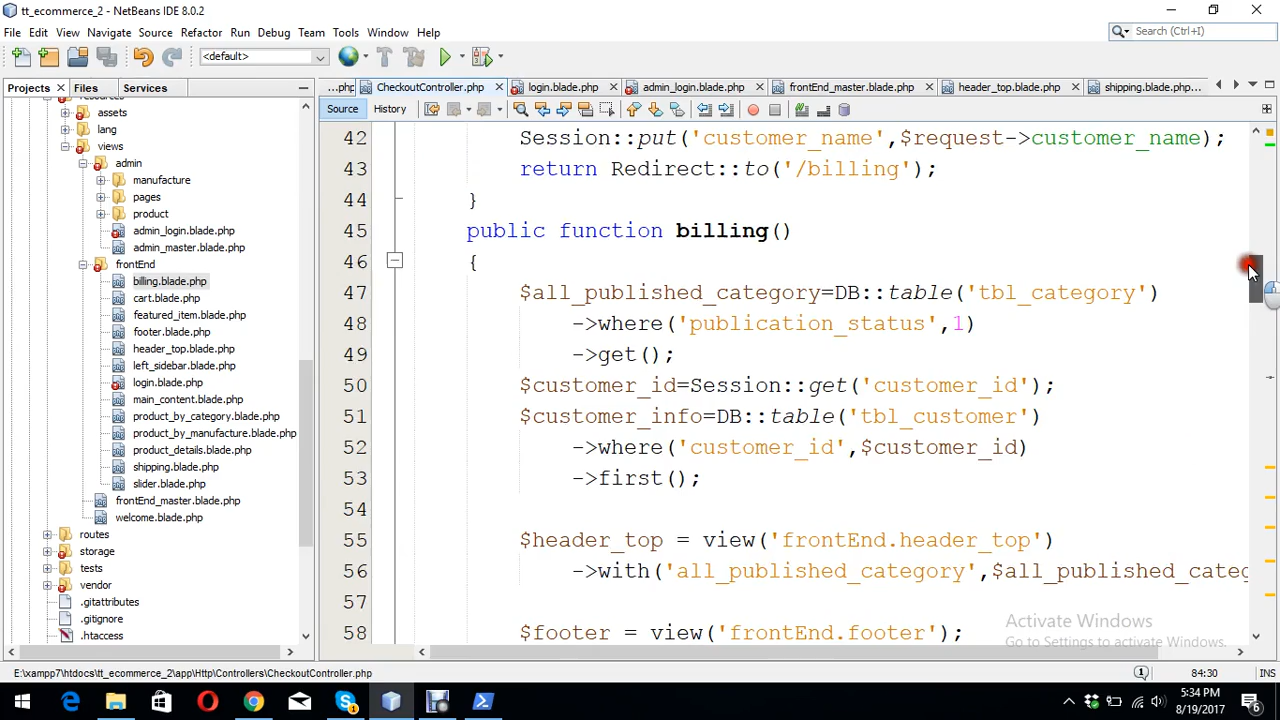 tt_ecommerce_2 - NetBeans IDE 8.0.2
File Edit View Navigate Source Refactor Run Debug Team Tools Window Help
Search (Ctrl+I)
<default>
Projects Files Services
...php CheckoutController.php login.blade.php admin_login.blade.php frontEnd_master.blade.php header_top.blade.php shipping.blade.php...
Source History
assets
lang
views
admin
manufacture
pages
product
admin_login.blade.php
admin_master.blade.php
frontEnd
billing.blade.php
cart.blade.php
featured_item.blade.php
footer.blade.php
header_top.blade.php
left_sidebar.blade.php
login.blade.php
main_content.blade.php
product_by_category.blade.php
product_by_manufacture.blade.php
product_details.blade.php
shipping.blade.php
slider.blade.php
frontEnd_master.blade.php
welcome.blade.php
routes
storage
tests
vendor
.gitattributes
.gitignore
.htaccess
42 Session::put('customer_name',$request->customer_name);
43 return Redirect::to('/billing');
44 }
45 public function billing()
46 {
47 $all_published_category=DB::table('tbl_category')
48 ->where('publication_status',1)
49 ->get();
50 $customer_id=Session::get('customer_id');
51 $customer_info=DB::table('tbl_customer')
52 ->where('customer_id',$customer_id)
53 ->first();
54
55 $header_top = view('frontEnd.header_top')
56 ->with('all_published_category',$all_published_categ
57
58 $footer = view('frontEnd.footer');
Activate Windows
Go to Settings to activate Windows.
E:\xampp7\htdocs\tt_ecommerce_2\app\Http\Controllers\CheckoutController.php
1
84:30
INS
5:34 PM
8/19/2017
6